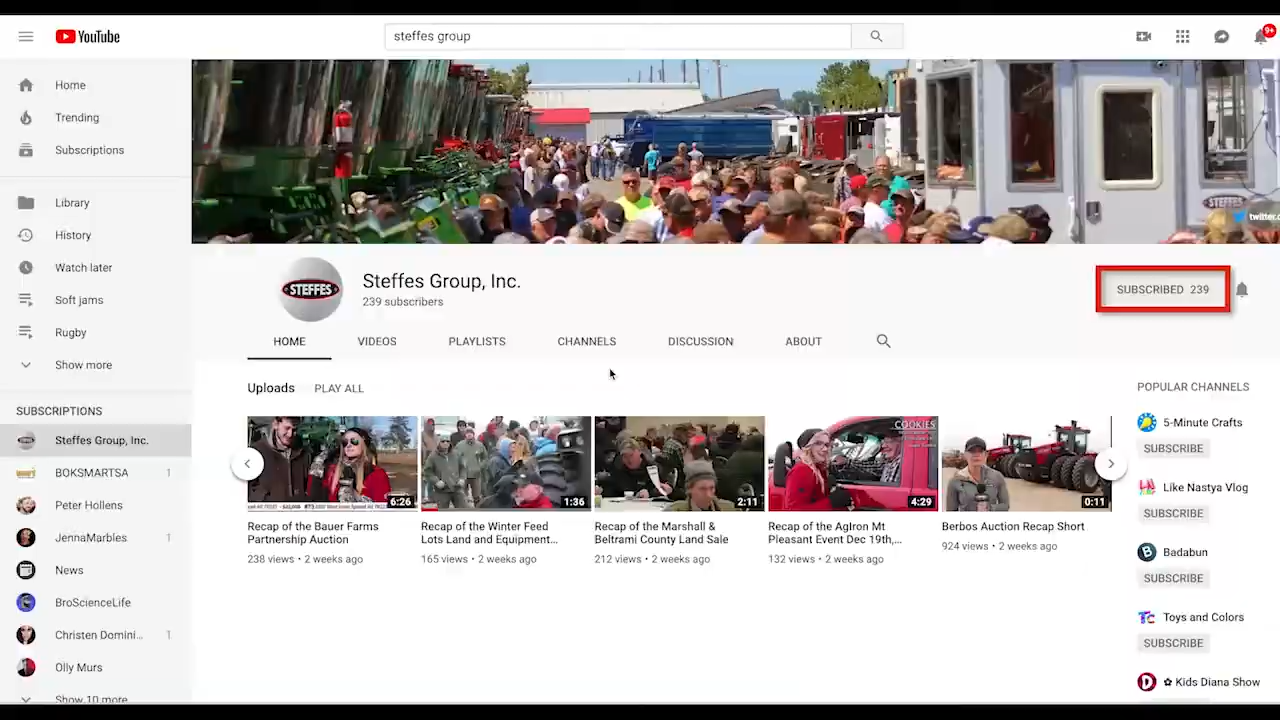 YouTube
steffes group
9+
Home
Trending
Subscriptions
Library
History
Watch later
Soft jams
Rugby
Show more
SUBSCRIPTIONS
Steffes Group, Inc.
BOKSMARTSA 1
Peter Hollens
JennaMarbles 1
News
BroScienceLife
Christen Domini... 1
Olly Murs
Show 10 more
STEFFES
twitter.c
STEFFES
Steffes Group, Inc.
239 subscribers
SUBSCRIBED 239
HOME VIDEOS PLAYLISTS CHANNELS DISCUSSION ABOUT
Uploads PLAY ALL
6:26
1:36
2:11
COOKIES
4:29
0:11
Recap of the Bauer Farms
Partnership Auction
238 views • 2 weeks ago
Recap of the Winter Feed
Lots Land and Equipment...
165 views • 2 weeks ago
Recap of the Marshall &
Beltrami County Land Sale
212 views • 2 weeks ago
Recap of the AgIron Mt
Pleasant Event Dec 19th,...
132 views • 2 weeks ago
Berbos Auction Recap Short
924 views • 2 weeks ago
POPULAR CHANNELS
5-Minute Crafts
SUBSCRIBE
Like Nastya Vlog
SUBSCRIBE
Badabun
SUBSCRIBE
Toys and Colors
SUBSCRIBE
✿ Kids Diana Show